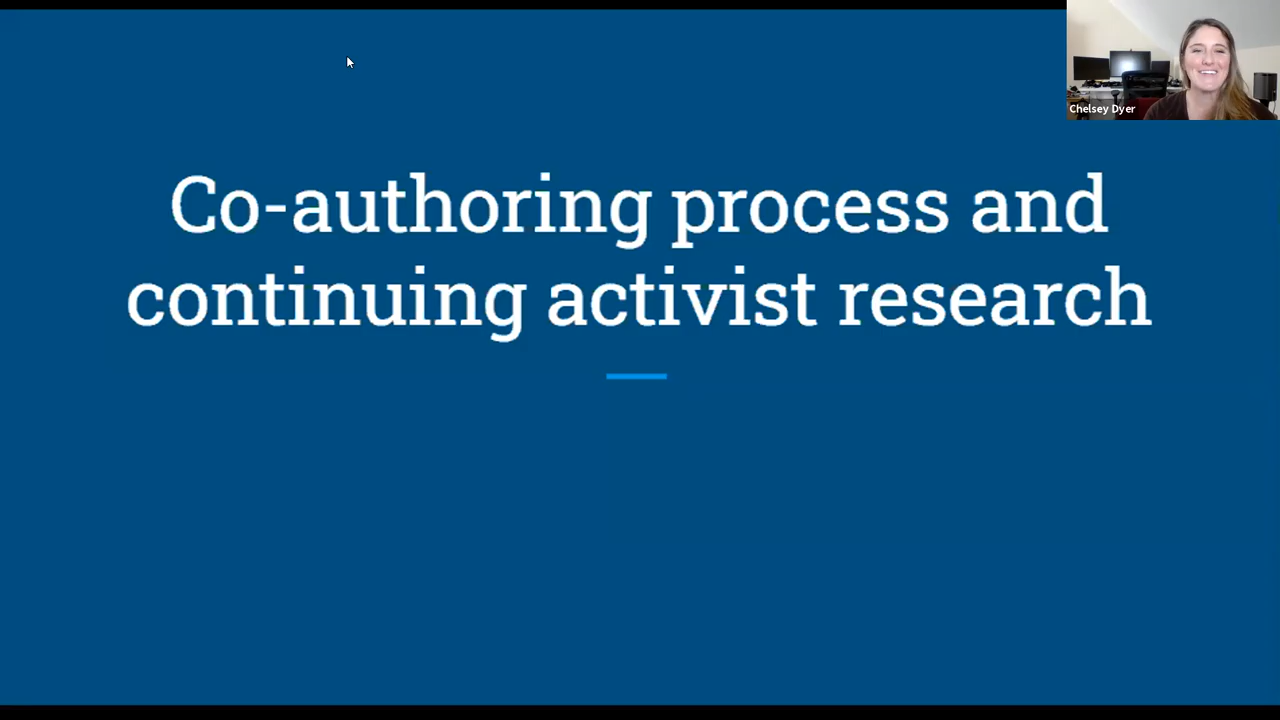 Chelsey Dyer
Co-authoring process and
continuing activist research